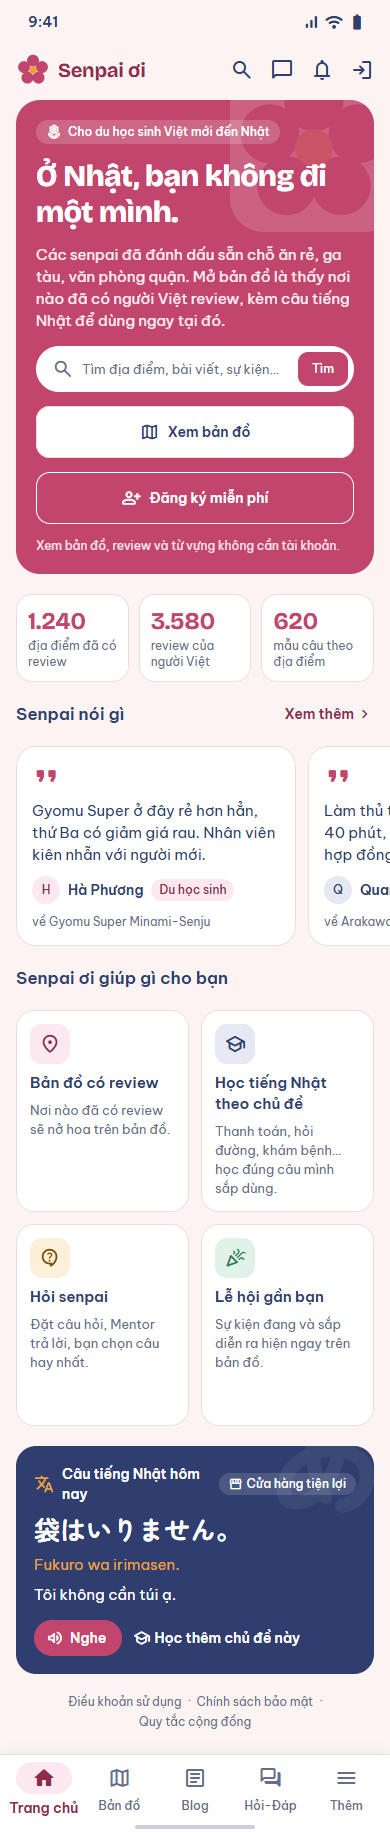 9:41
Senpai ơi
Cho du học sinh Việt mới đến Nhật
Ở Nhật, bạn không đi
một mình.
Các senpai đã đánh dấu sẵn chỗ ăn rẻ, ga
tàu, văn phòng quận. Mở bản đồ là thấy nơi
nào đã có người Việt review, kèm câu tiếng
Nhật để dùng ngay tại đó.
Tìm địa điểm, bài viết, sự kiện...
Tìm
Xem bản đồ
Đăng ký miễn phí
Xem bản đồ, review và từ vựng không cần tài khoản.
1.240
địa điểm đã có
review
3.580
review của
người Việt
620
mẫu câu theo
địa điểm
Senpai nói gì
Xem thêm
Gyomu Super ở đây rẻ hơn hẳn,
thứ Ba có giảm giá rau. Nhân viên
kiên nhẫn với người mới.
H Hà Phương Du học sinh
về Gyomu Super Minami-Senju
Làm thủ t
40 phút,
hợp đồng
Q Quan
về Arakawa
Senpai ơi giúp gì cho bạn
Bản đồ có review
Nơi nào đã có review
sẽ nở hoa trên bản đồ.
Học tiếng Nhật
theo chủ đề
Thanh toán, hỏi
đường, khám bệnh...
học đúng câu mình
sắp dùng.
Hỏi senpai
Đặt câu hỏi, Mentor
trả lời, bạn chọn câu
hay nhất.
Lễ hội gần bạn
Sự kiện đang và sắp
diễn ra hiện ngay trên
bản đồ.
Câu tiếng Nhật hôm
nay
Cửa hàng tiện lợi
袋はいりません。
Fukuro wa irimasen.
Tôi không cần túi ạ.
Nghe
Học thêm chủ đề này
Điều khoản sử dụng · Chính sách bảo mật ·
Quy tắc cộng đồng
Trang chủ
Bản đồ
Blog
Hỏi-Đáp
Thêm